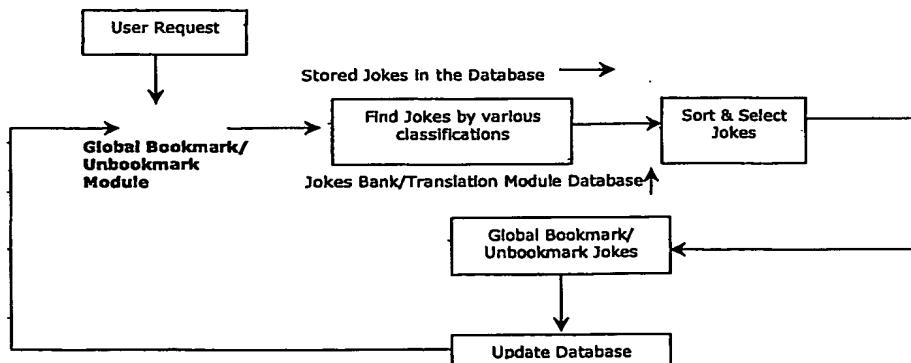 User Request
Stored Jokes in the Database
Find Jokes by various
classifications
Sort & Select
Jokes
Global Bookmark/
Unbookmark
Module
Jokes Bank/Translation Module Database
Global Bookmark/
Unbookmark Jokes
Update Database